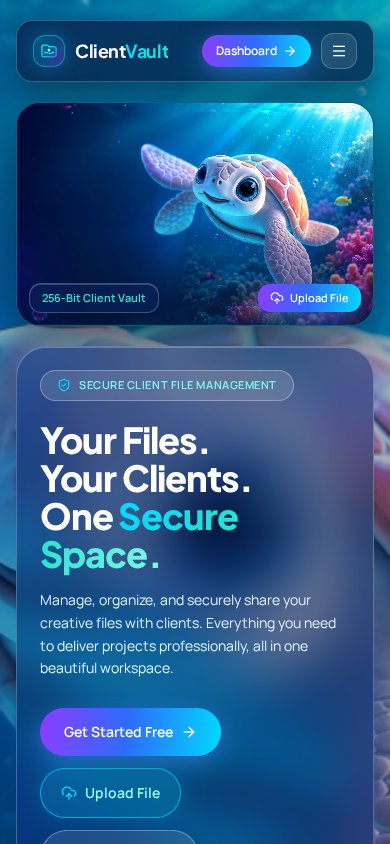 ClientVault
Dashboard
256-Bit Client Vault
Upload File
SECURE CLIENT FILE MANAGEMENT
Your Files.
Your Clients.
One Secure
Space.
Manage, organize, and securely share your
creative files with clients. Everything you need
to deliver projects professionally, all in one
beautiful workspace.
Get Started Free
Upload File